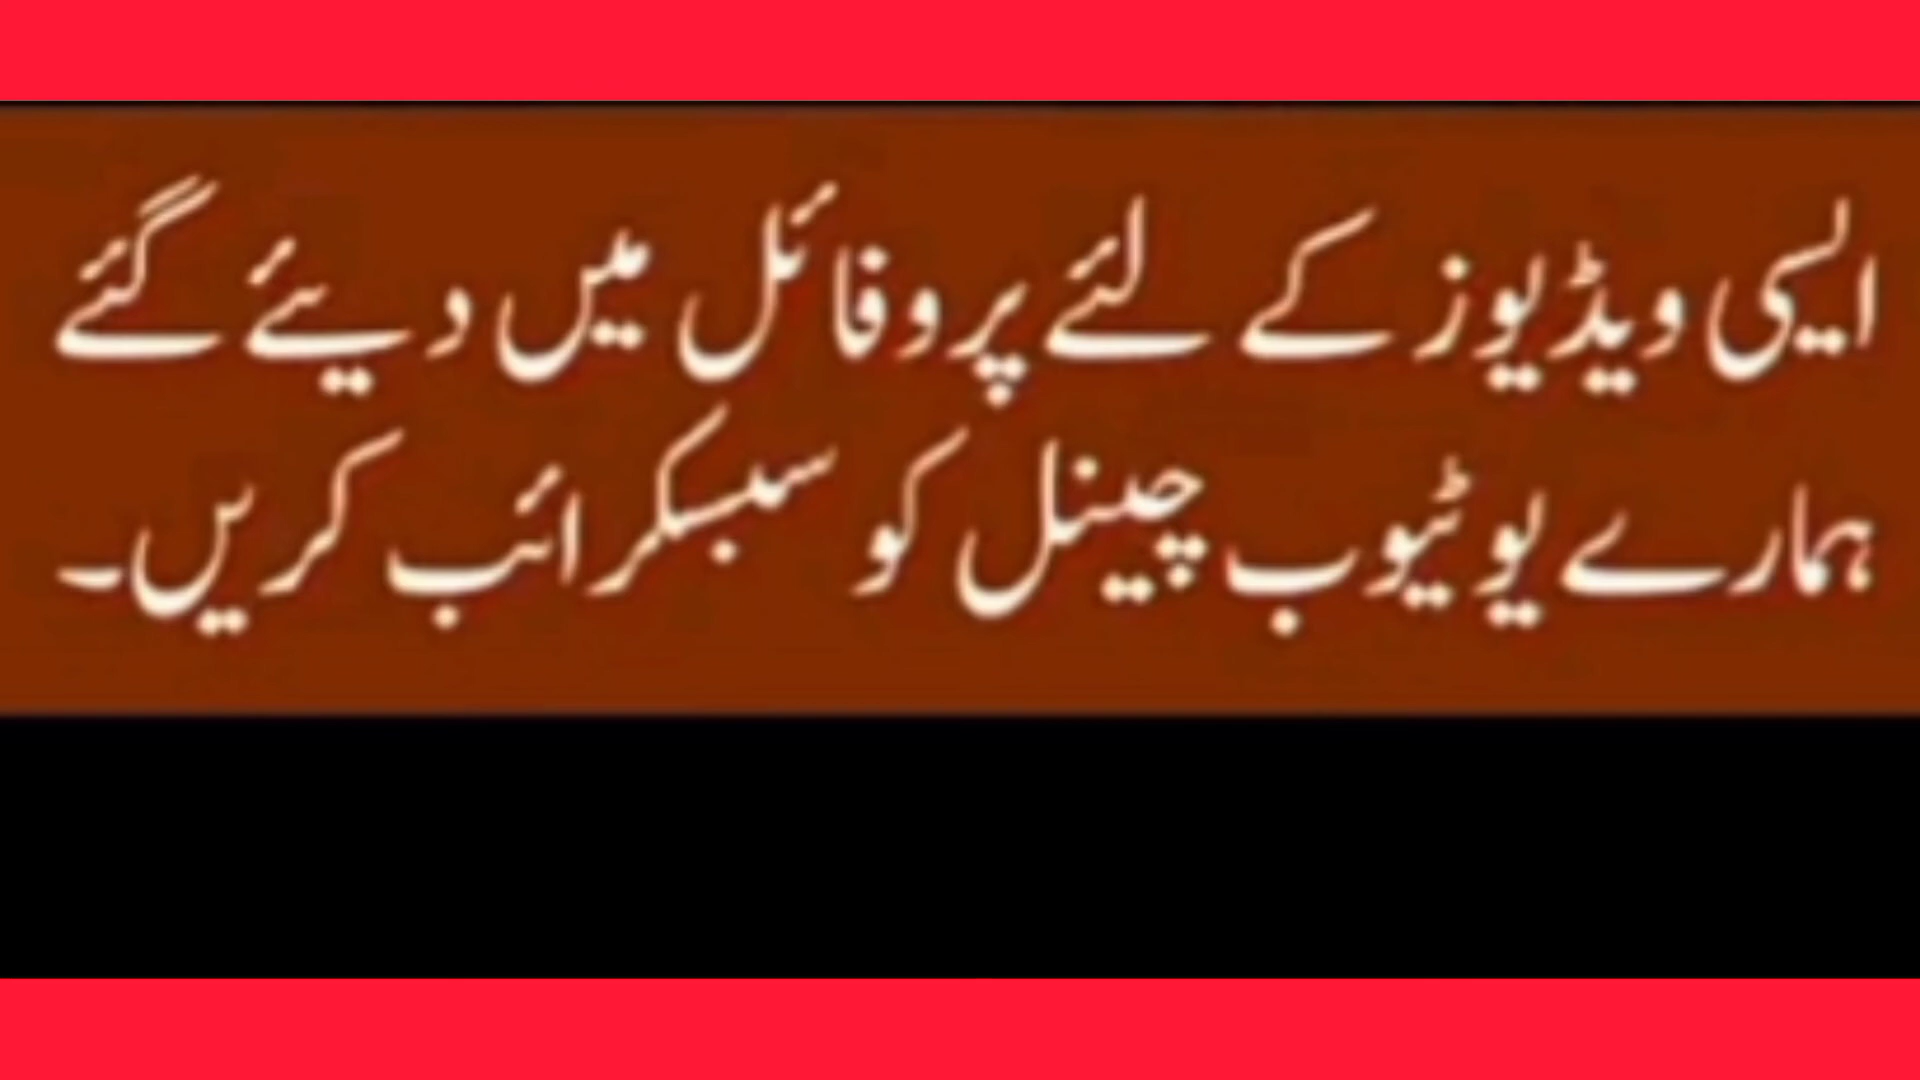 ایسی ویڈیوز کے لئے پروفائل میں دیئے گئے
ہمارے یوٹیوب چینل کو سبسکرائب کریں۔